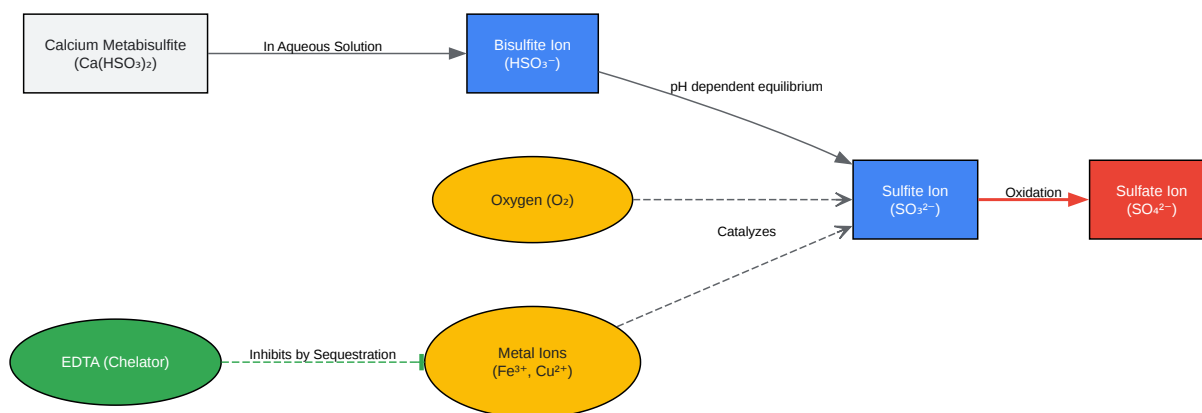 Calcium Metabisulfite
(Ca(HSO₃)₂)
In Aqueous Solution
Bisulfite Ion
(HSO₃⁻)
pH dependent equilibrium
Oxygen (O₂)
Sulfite Ion
(SO₃²⁻)
Oxidation
Sulfate Ion
(SO₄²⁻)
Catalyzes
EDTA (Chelator)
Inhibits by Sequestration
Metal Ions
(Fe³⁺, Cu²⁺)